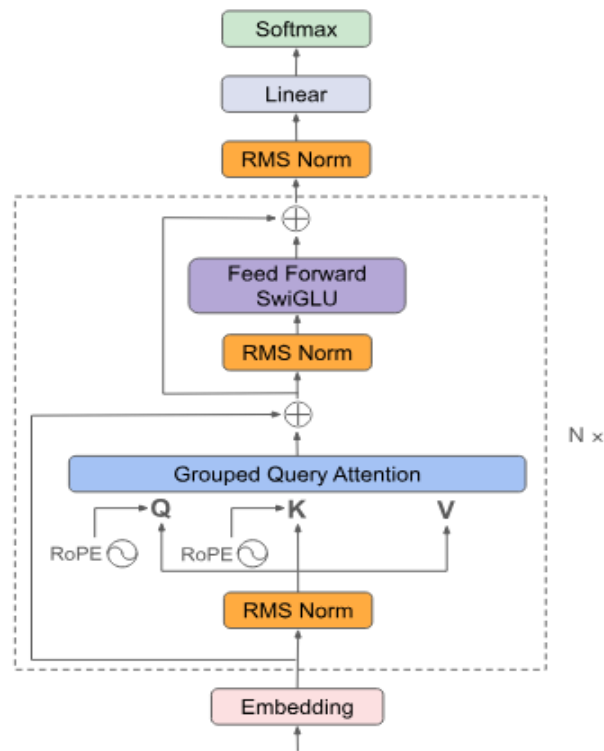 Softmax
Linear
RMS Norm
Feed Forward
SwiGLU
RMS Norm
N ×
Grouped Query Attention
Q
K
V
RoPE
RoPE
RMS Norm
Embedding